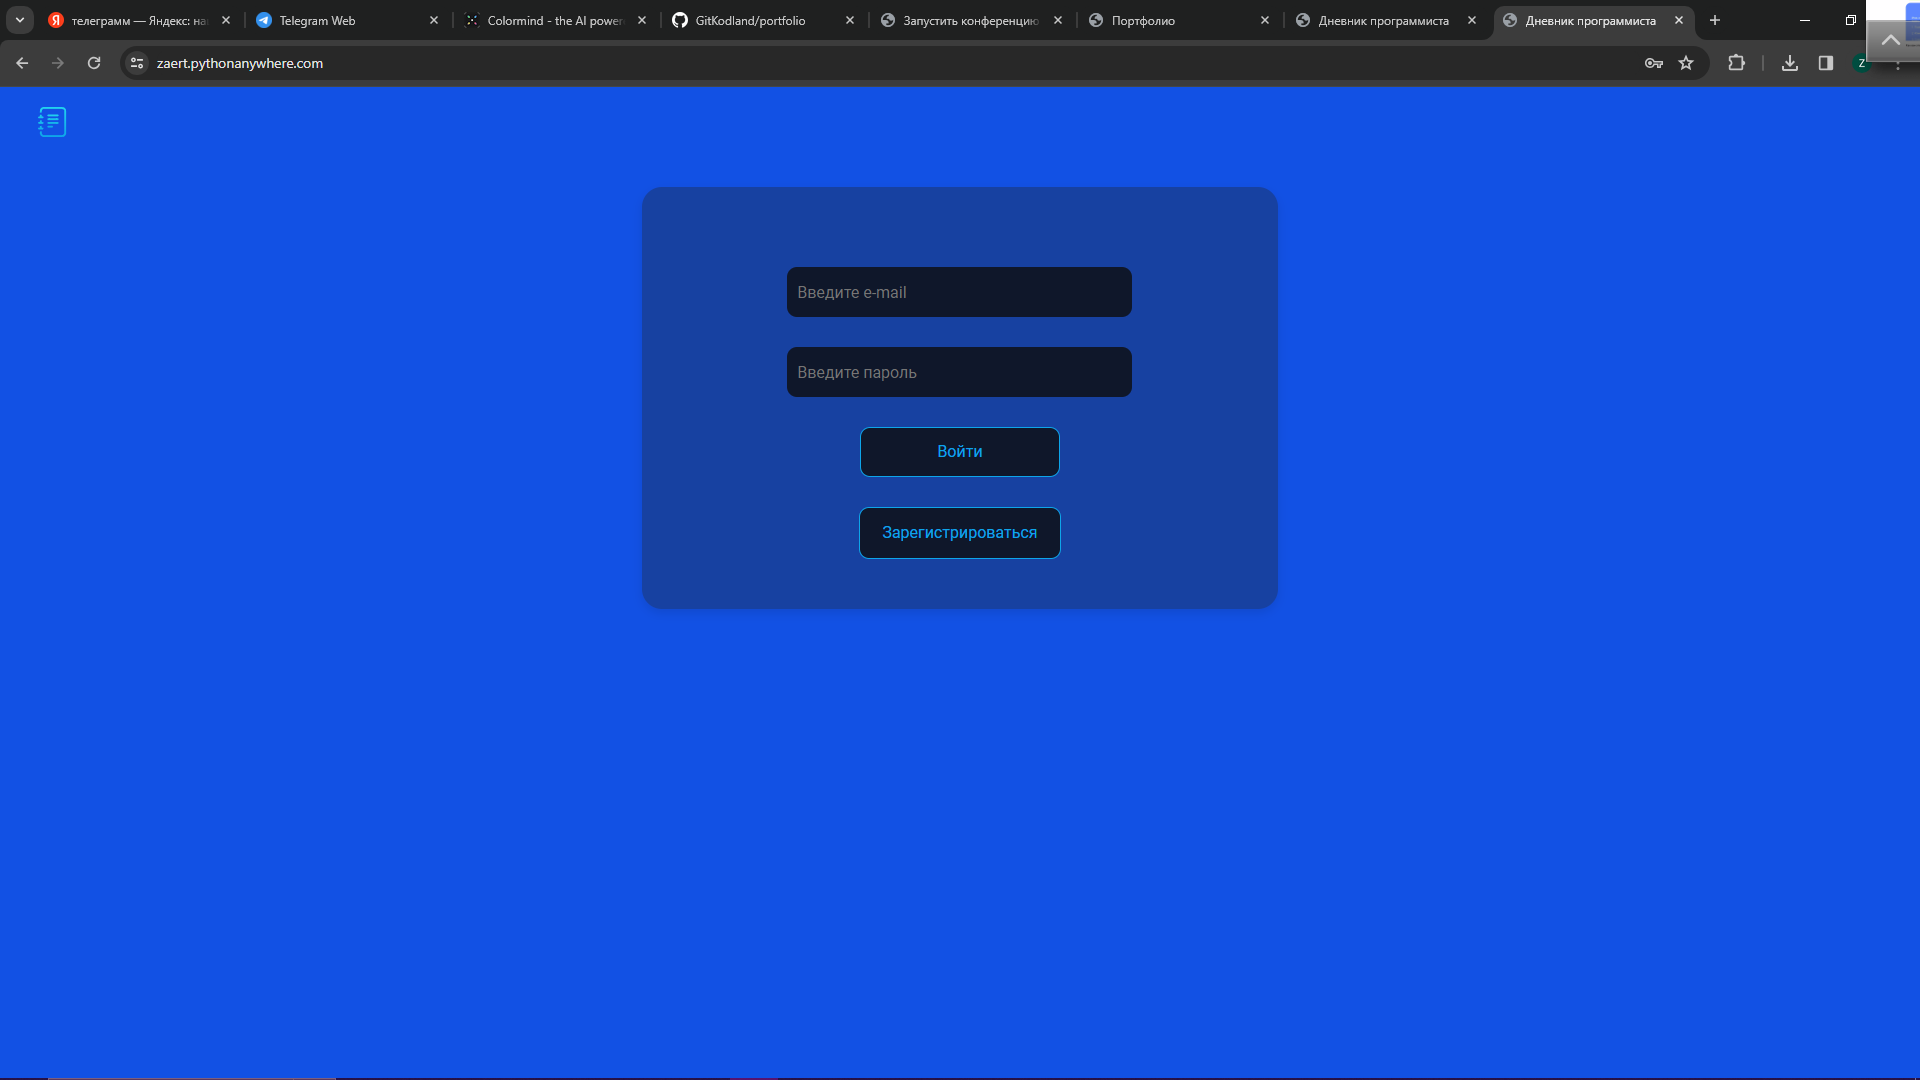 телеграмм — Яндекс: на
Telegram Web
Colormind - the AI power
GitKodland/portfolio
Запустить конференцию
Портфолио
Дневник программиста
Дневник программиста
zaert.pythonanywhere.com
Z
Введите e-mail
Введите пароль
Войти
Зарегистрироваться